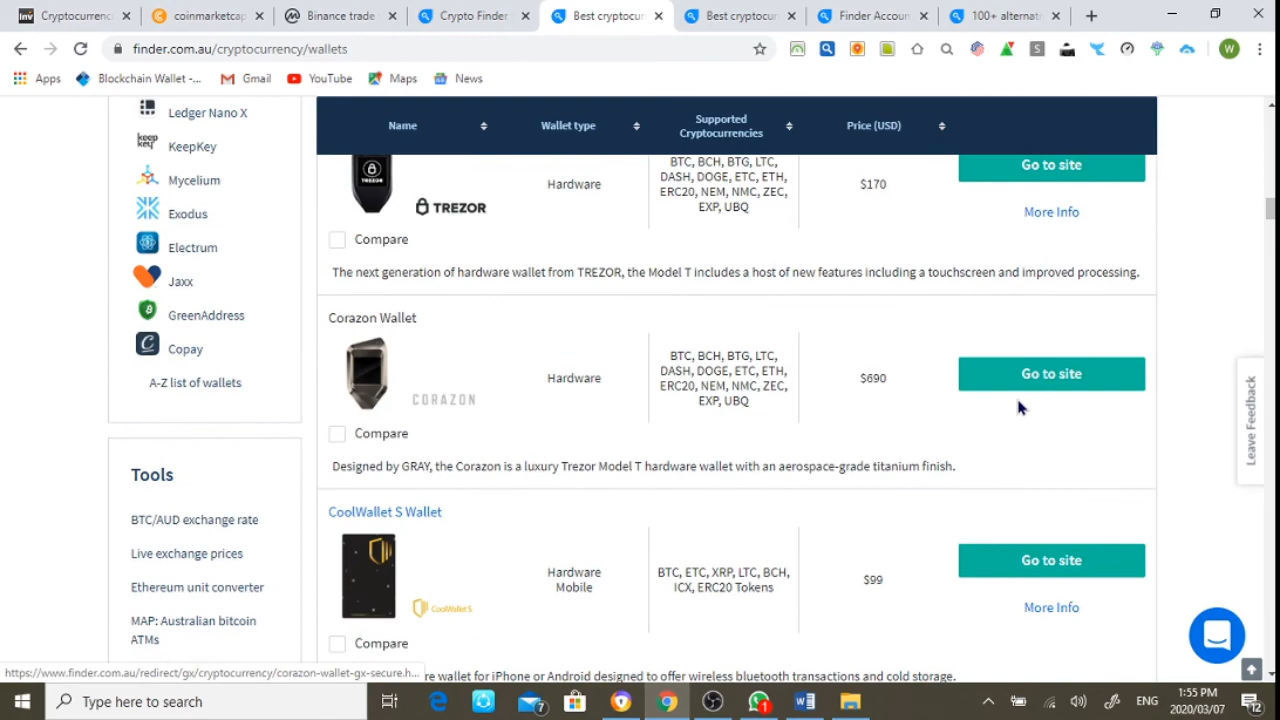 Cryptocurrenc
coinmarketcap
Binance trade
Crypto Finder
Best cryptocur
Best cryptocur
Finder Accoun
100+ alternat
finder.com.au/cryptocurrency/wallets
Apps
Blockchain Wallet -...
Gmail
YouTube
Maps
News
Ledger Nano X
KeepKey
Mycelium
Exodus
Electrum
Jaxx
GreenAddress
Copay
A-Z list of wallets
Tools
BTC/AUD exchange rate
Live exchange prices
Ethereum unit converter
MAP: Australian bitcoin
ATMs
Name
Wallet type
Supported
Cryptocurrencies
Price (USD)
TREZOR
TREZOR
Hardware
BTC, BCH, BTG, LTC,
DASH, DOGE, ETC, ETH,
ERC20, NEM, NMC, ZEC,
EXP, UBQ
$170
Go to site
More Info
Compare
The next generation of hardware wallet from TREZOR, the Model T includes a host of new features including a touchscreen and improved processing.
Corazon Wallet
CORAZON
Hardware
BTC, BCH, BTG, LTC,
DASH, DOGE, ETC, ETH,
ERC20, NEM, NMC, ZEC,
EXP, UBQ
$690
Go to site
Compare
Designed by GRAY, the Corazon is a luxury Trezor Model T hardware wallet with an aerospace-grade titanium finish.
CoolWallet S Wallet
CoolWallet S
Hardware
Mobile
BTC, ETC, XRP, LTC, BCH,
ICX, ERC20 Tokens
$99
Go to site
More Info
Compare
re wallet for iPhone or Android designed to offer wireless bluetooth transactions and cold storage.
Leave Feedback
https://www.finder.com.au/redirect/gx/cryptocurrency/corazon-wallet-gx-secure.h...
Type here to search
ENG
1:55 PM
2020/03/07